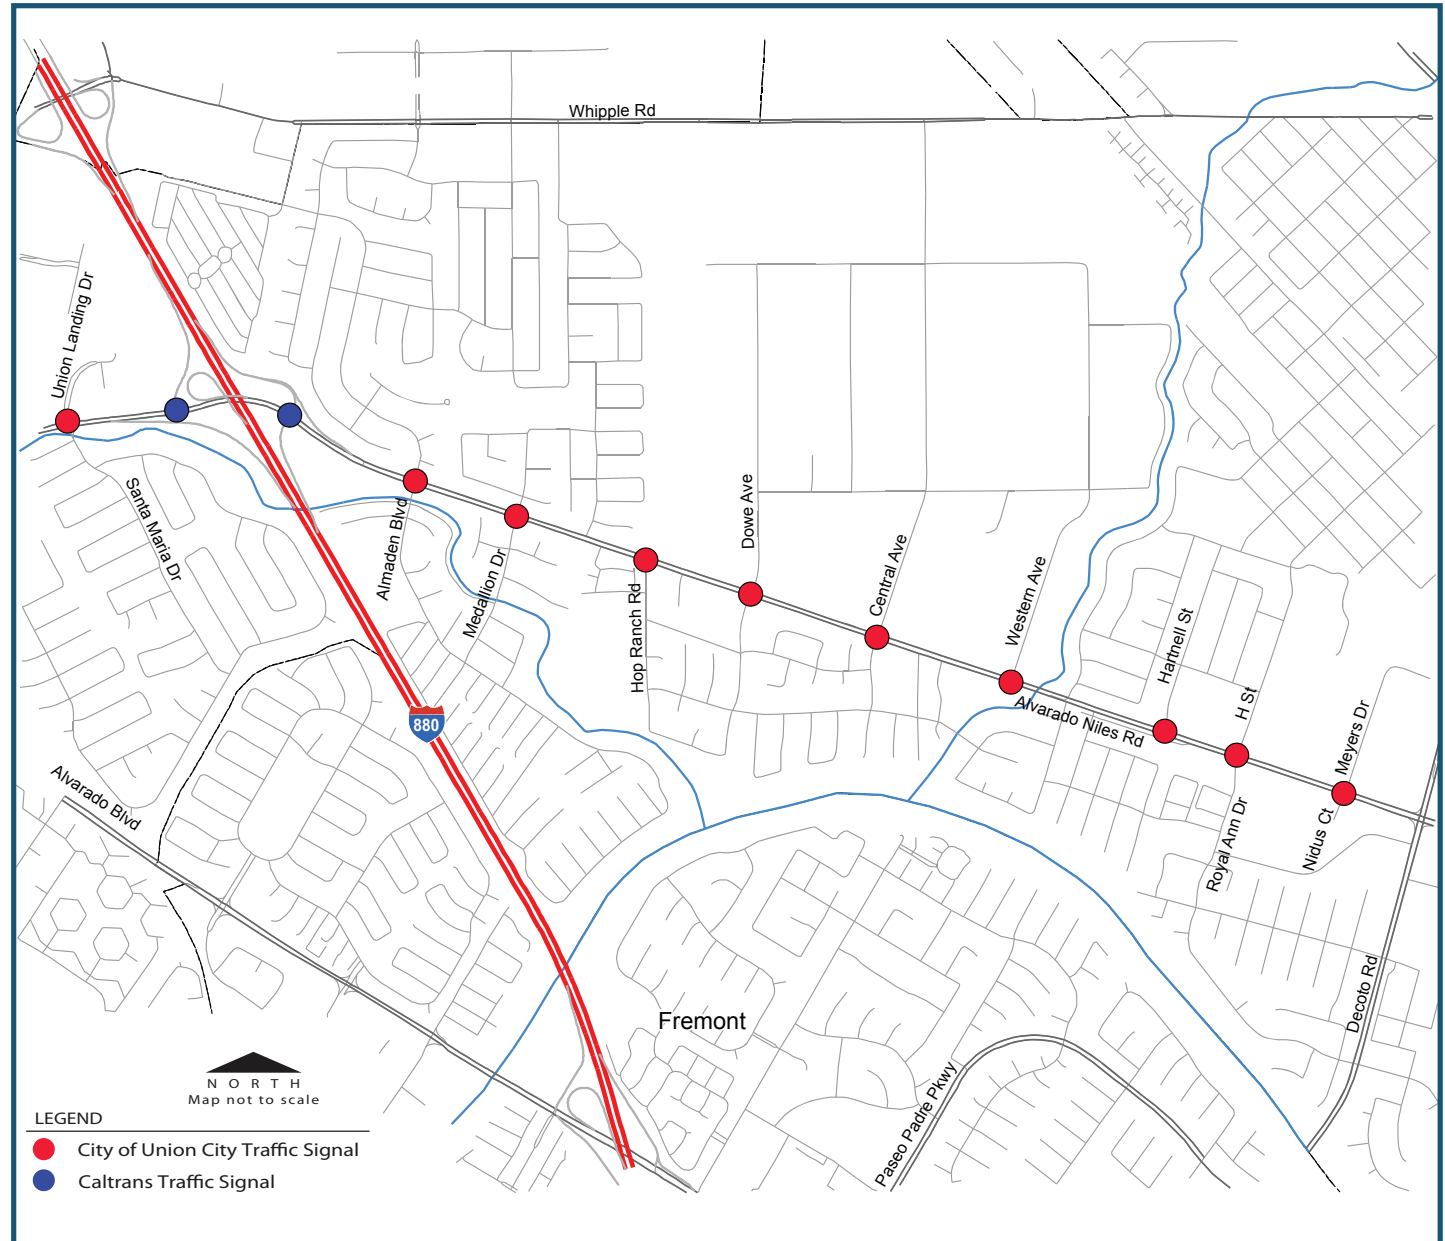 Whipple Rd
Union Landing Dr
Santa Maria Dr
Almaden Blvd
Medallion Dr
Hop Ranch Rd
Dowe Ave
Central Ave
Western Ave
Hartnell St
H St
Meyers Dr
Alvarado Niles Rd
Royal Ann Dr
Nidus Ct
880
Alvarado Blvd
Decoto Rd
Fremont
Paseo Padre Pkwy
NORTH
Map not to scale
LEGEND
City of Union City Traffic Signal
Caltrans Traffic Signal